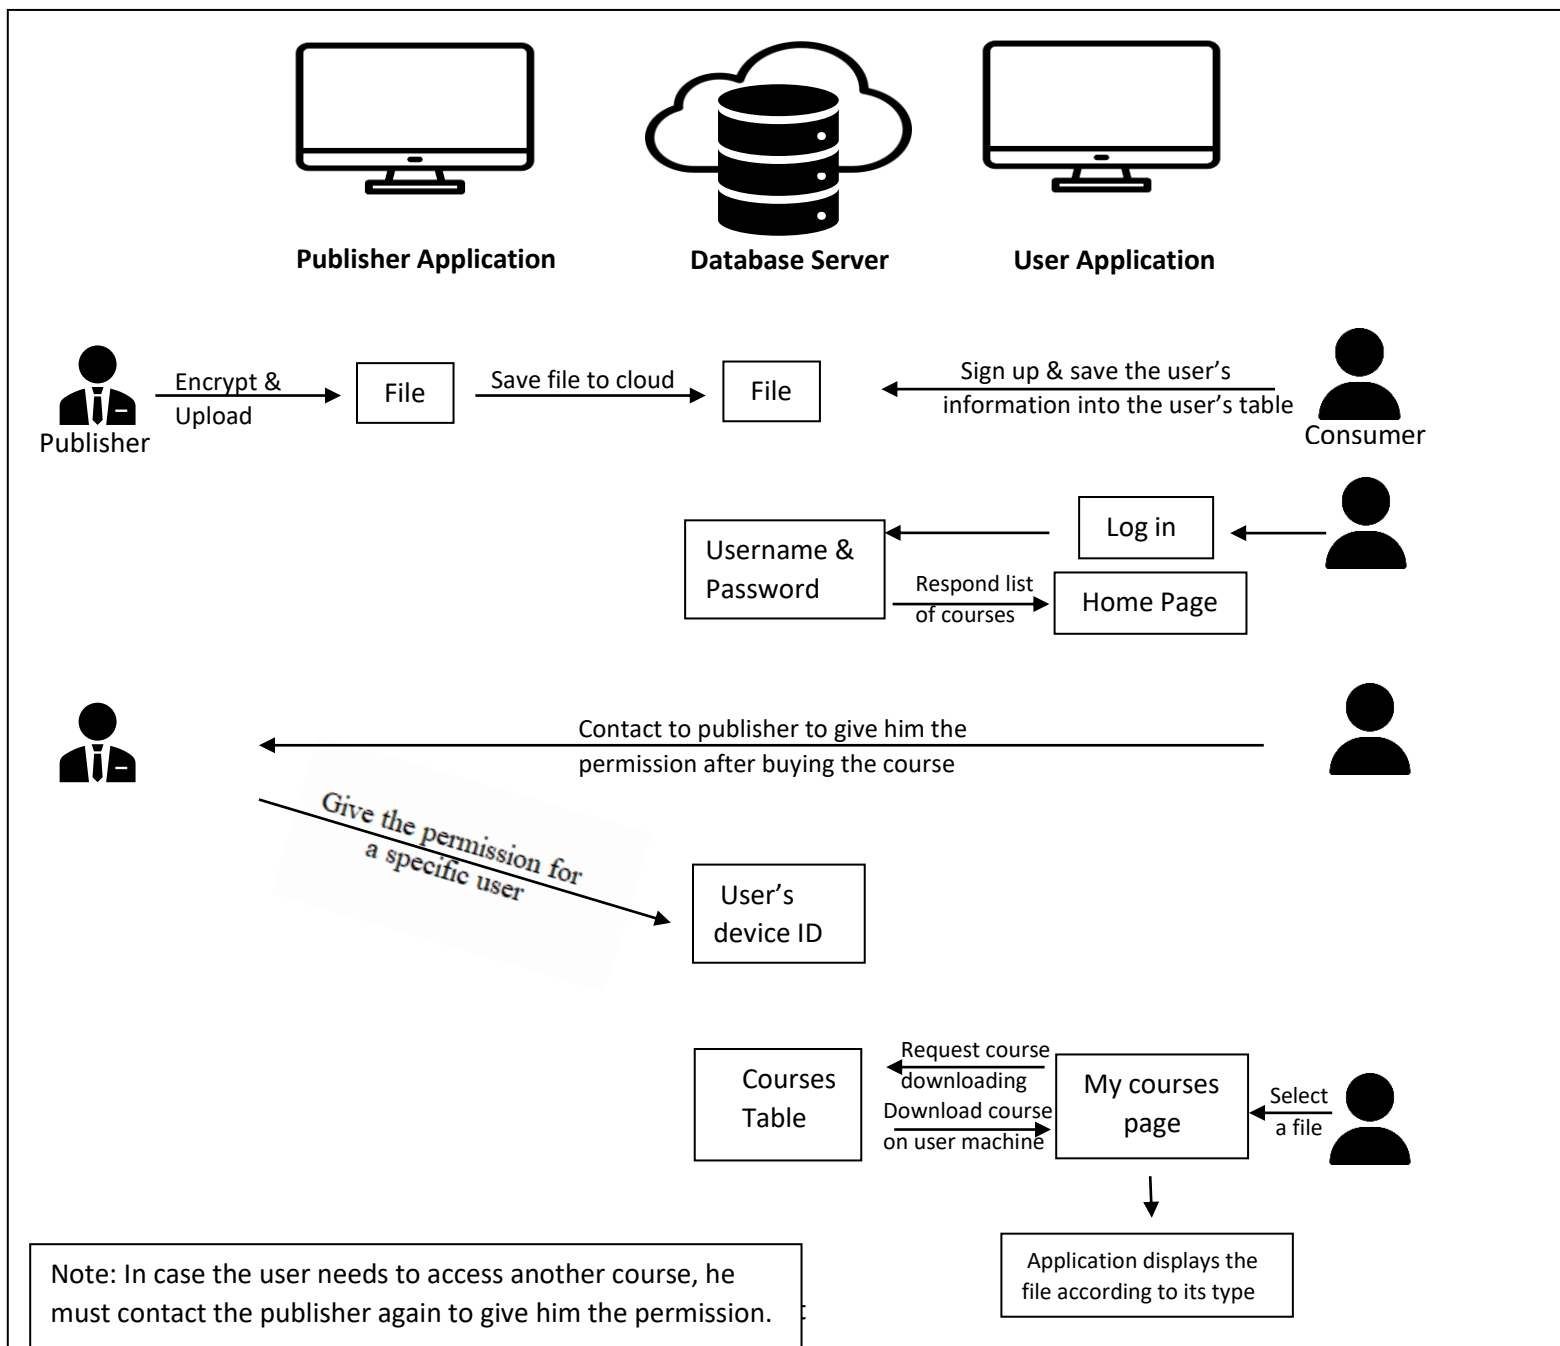 Publisher Application
Database Server
User Application
Encrypt &
Upload
File
Save file to cloud
File
Sign up & save the user's
information into the user's table
Publisher
Consumer
Log in
Username &
Password
Respond list
of courses
Home Page
Contact to publisher to give him the
permission after buying the course
Give the permission for
a specific user
User's
device ID
Courses
Table
Request course
downloading
Download course
on user machine
My courses
page
Select
a file
Application displays the
file according to its type
Note: In case the user needs to access another course, he
must contact the publisher again to give him the permission.